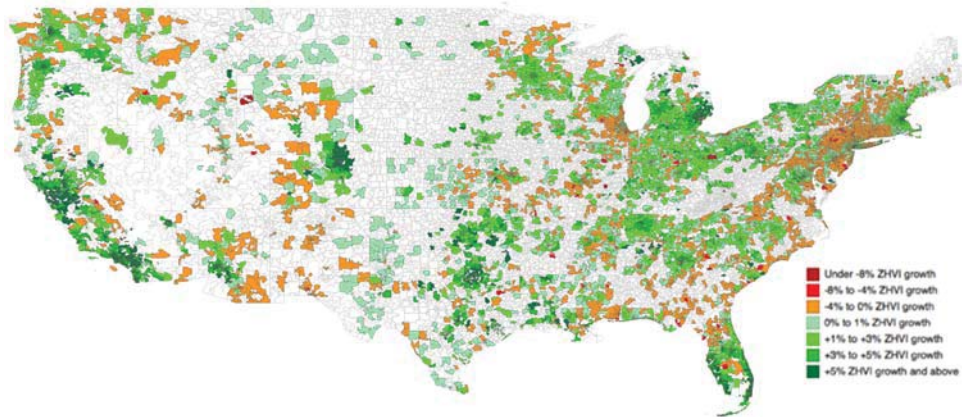 Under -8% ZHVI growth
-8% to -4% ZHVI growth
-4% to 0% ZHVI growth
0% to 1% ZHVI growth
+1% to +3% ZHVI growth
+3% to +5% ZHVI growth
+5% ZHVI growth and above